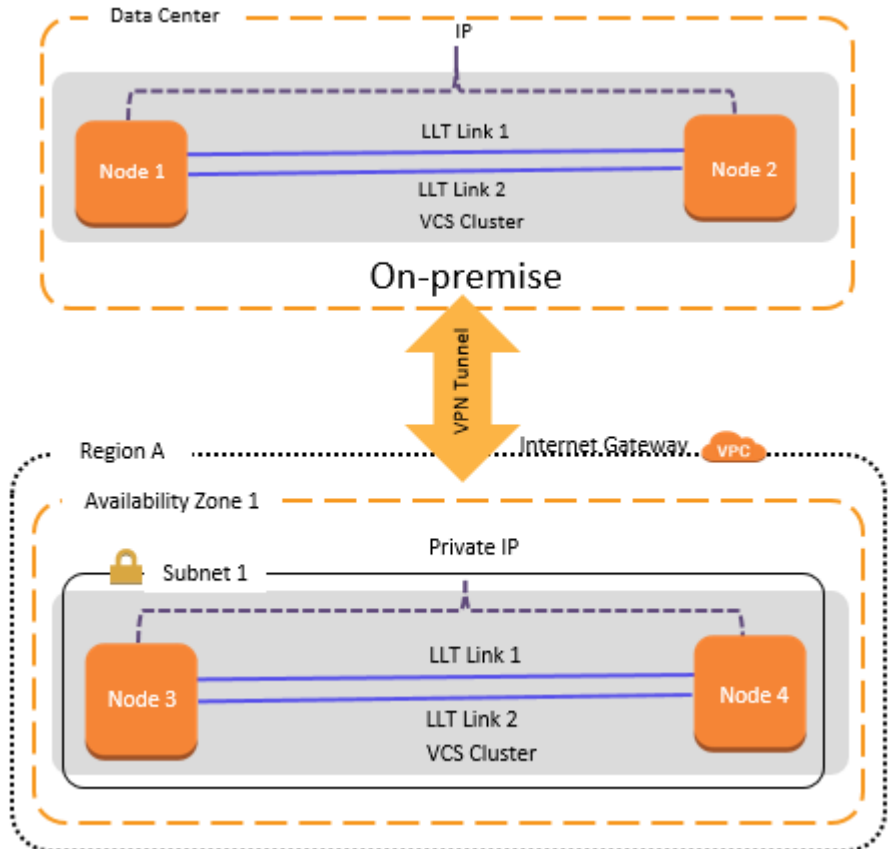 Data Center
IP
LLT Link 1
Node 1
Node 2
LLT Link 2
VCS Cluster
On-premise
VPN Tunnel
Region A
Internet Gateway
VPC
Availability Zone 1
Private IP
Subnet 1
LLT Link 1
Node 3
Node 4
LLT Link 2
VCS Cluster